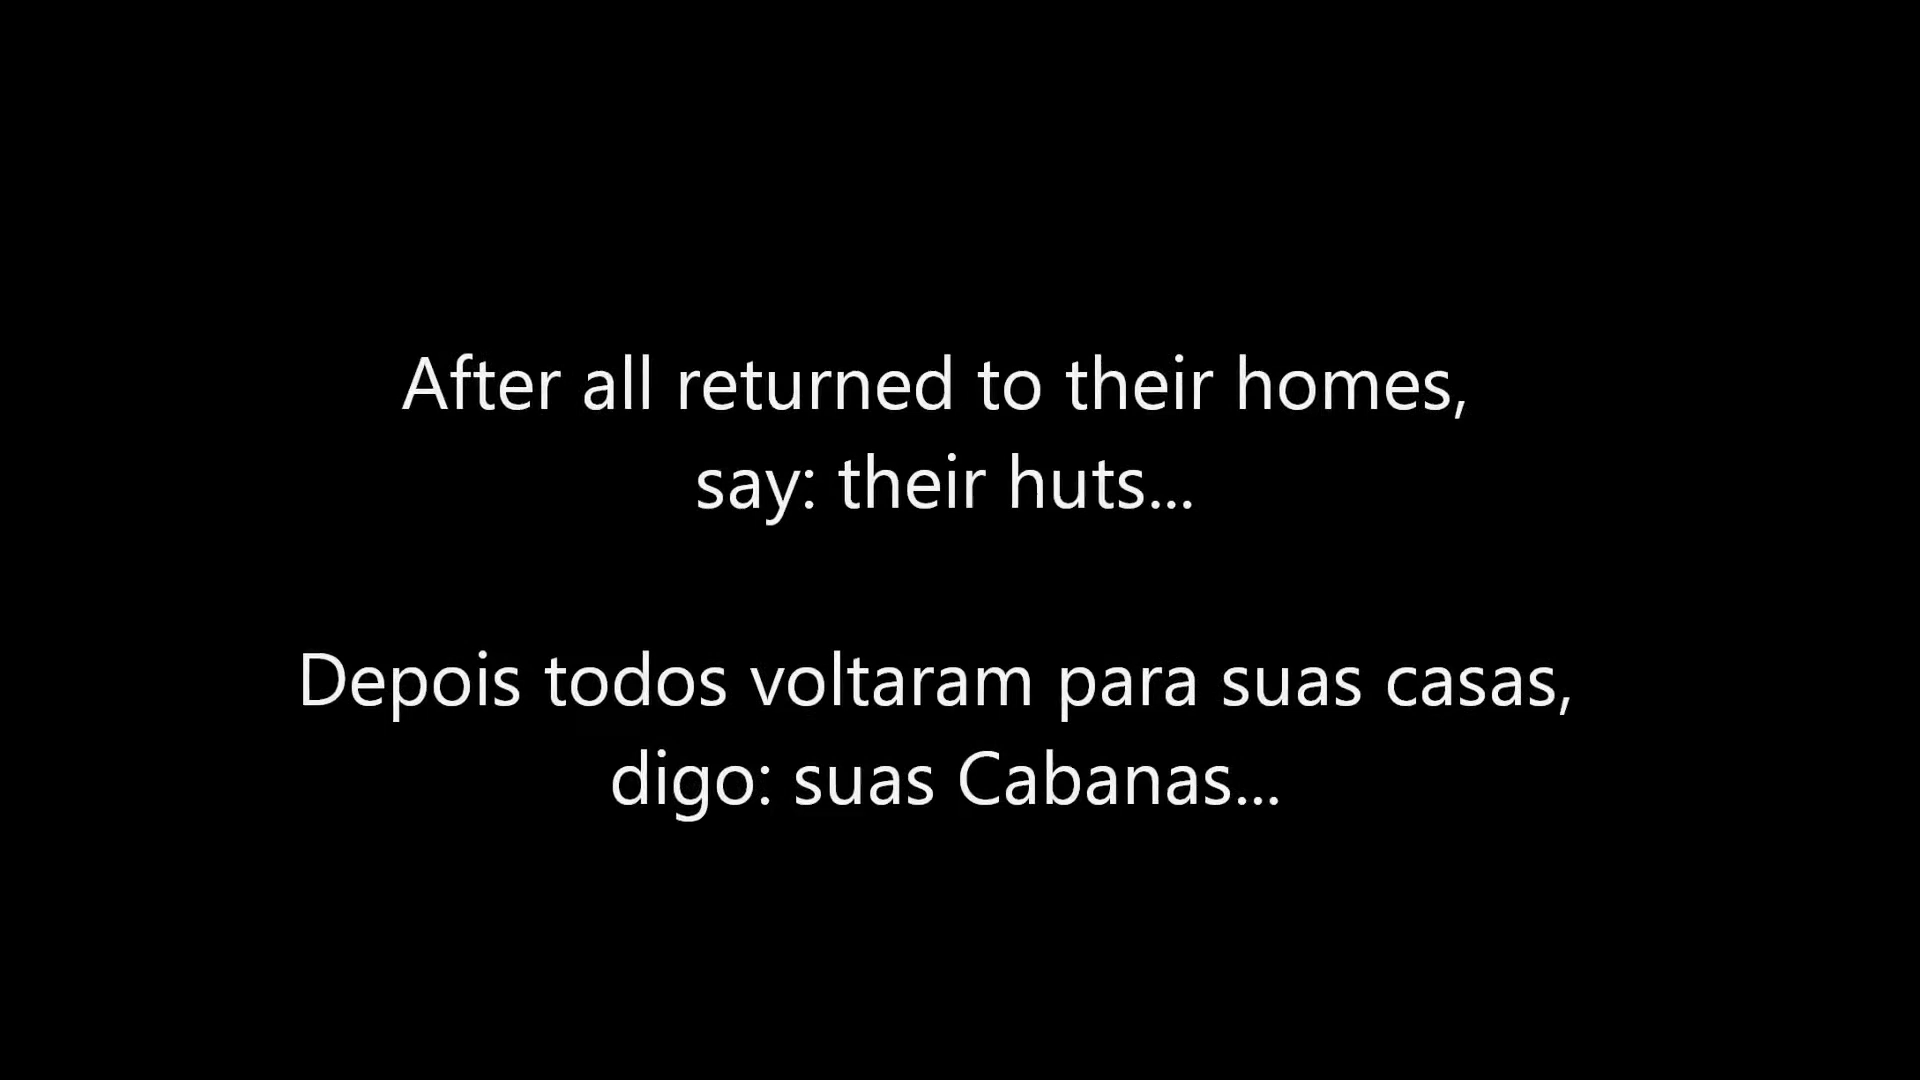 After all returned to their homes,
say: their huts...
Depois todos voltaram para suas casas,
digo: suas Cabanas...